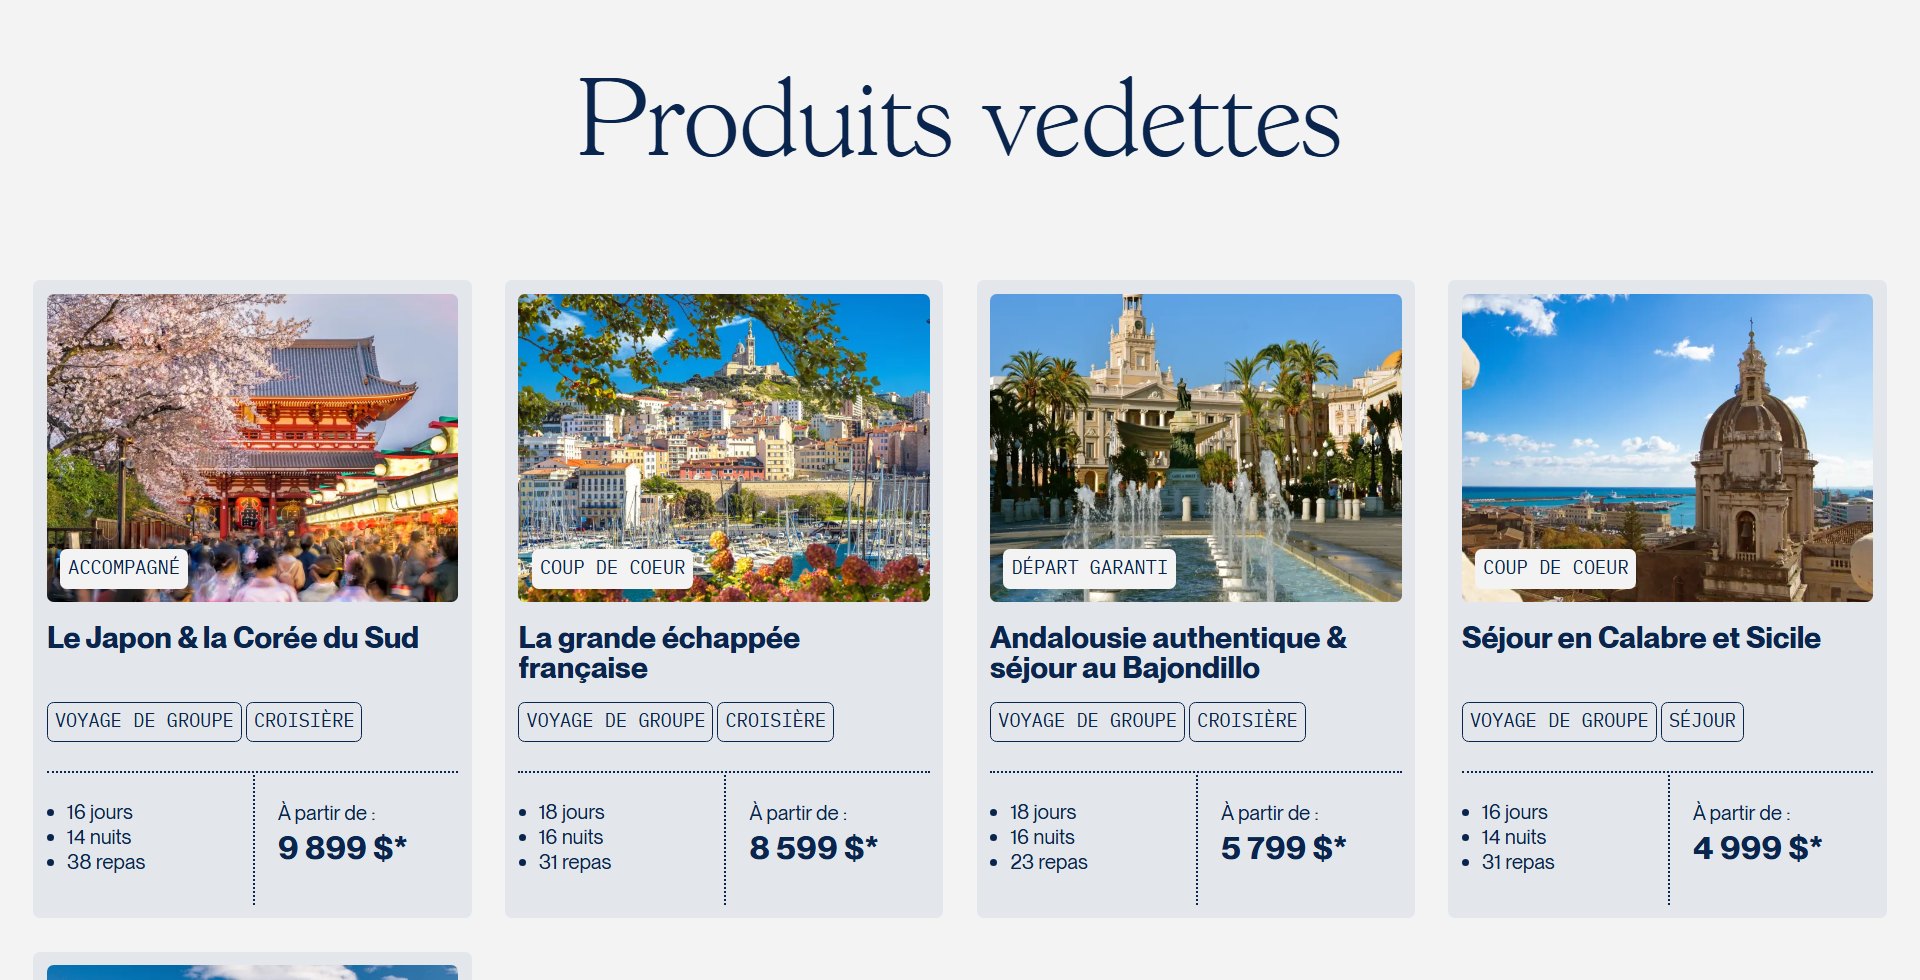 Produits vedettes
ACCOMPAGNÉ
Le Japon & la Corée du Sud
VOYAGE DE GROUPE
CROISIÈRE
16 jours
14 nuits
38 repas
À partir de :
9 899 $*
COUP DE COEUR
La grande échappée
française
VOYAGE DE GROUPE
CROISIÈRE
18 jours
16 nuits
31 repas
À partir de :
8 599 $*
DÉPART GARANTI
Andalousie authentique &
séjour au Bajondillo
VOYAGE DE GROUPE
CROISIÈRE
18 jours
16 nuits
23 repas
À partir de :
5 799 $*
COUP DE COEUR
Séjour en Calabre et Sicile
VOYAGE DE GROUPE
SÉJOUR
16 jours
14 nuits
31 repas
À partir de :
4 999 $*